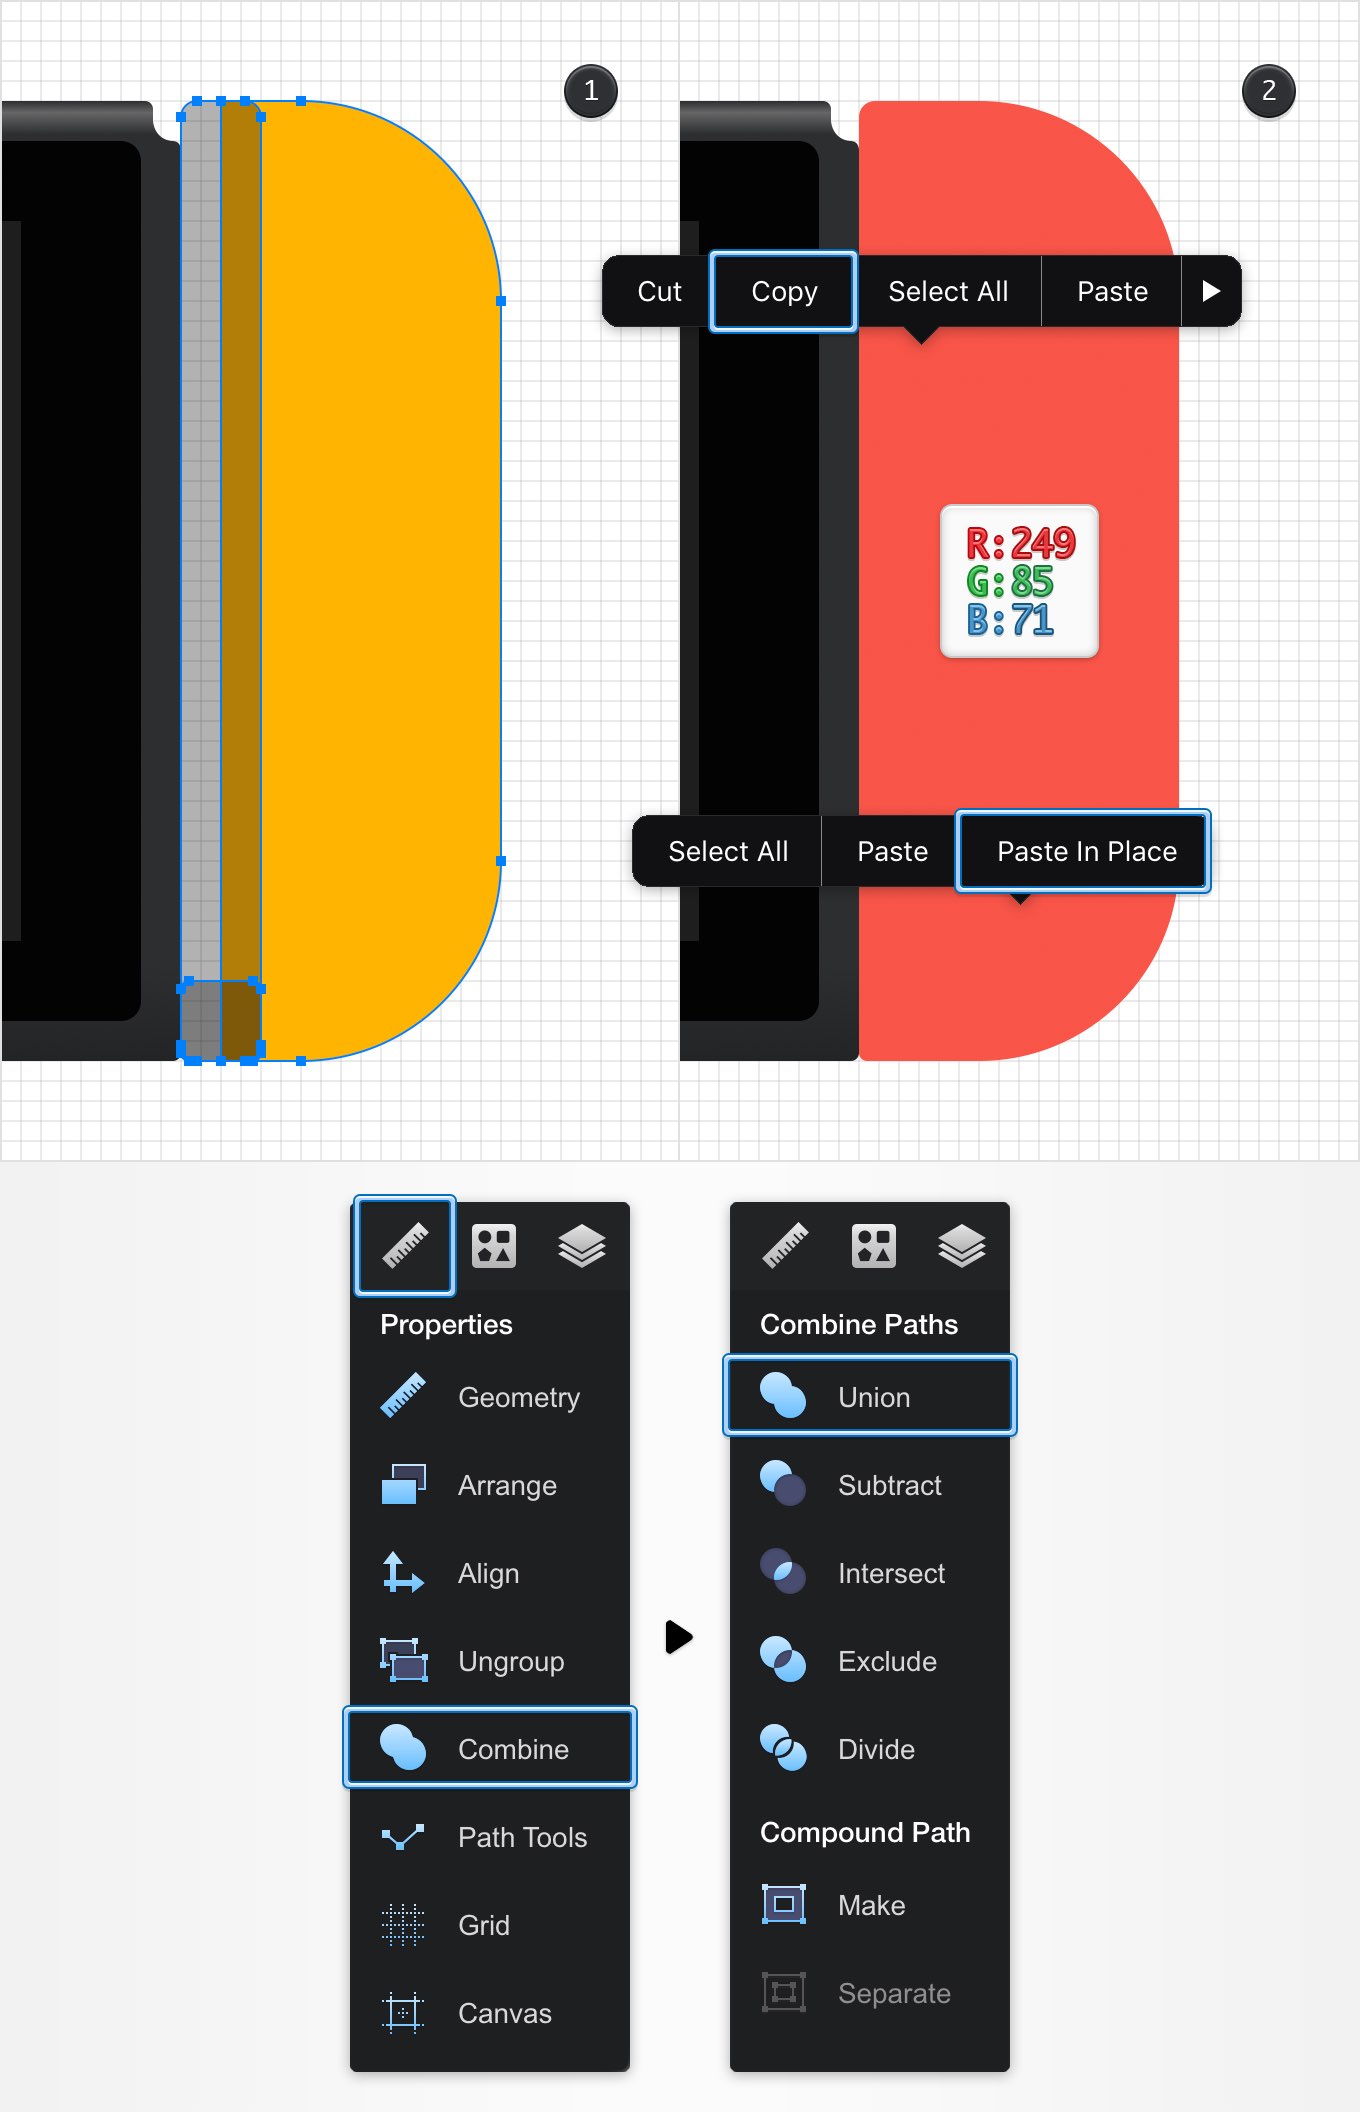 1
2
Cut Copy Select All Paste
R:249
G:85
B:71
Select All Paste Paste In Place
Properties
Geometry
Arrange
Align
Ungroup
Combine
Path Tools
Grid
Canvas
Combine Paths
Union
Subtract
Intersect
Exclude
Divide
Compound Path
Make
Separate